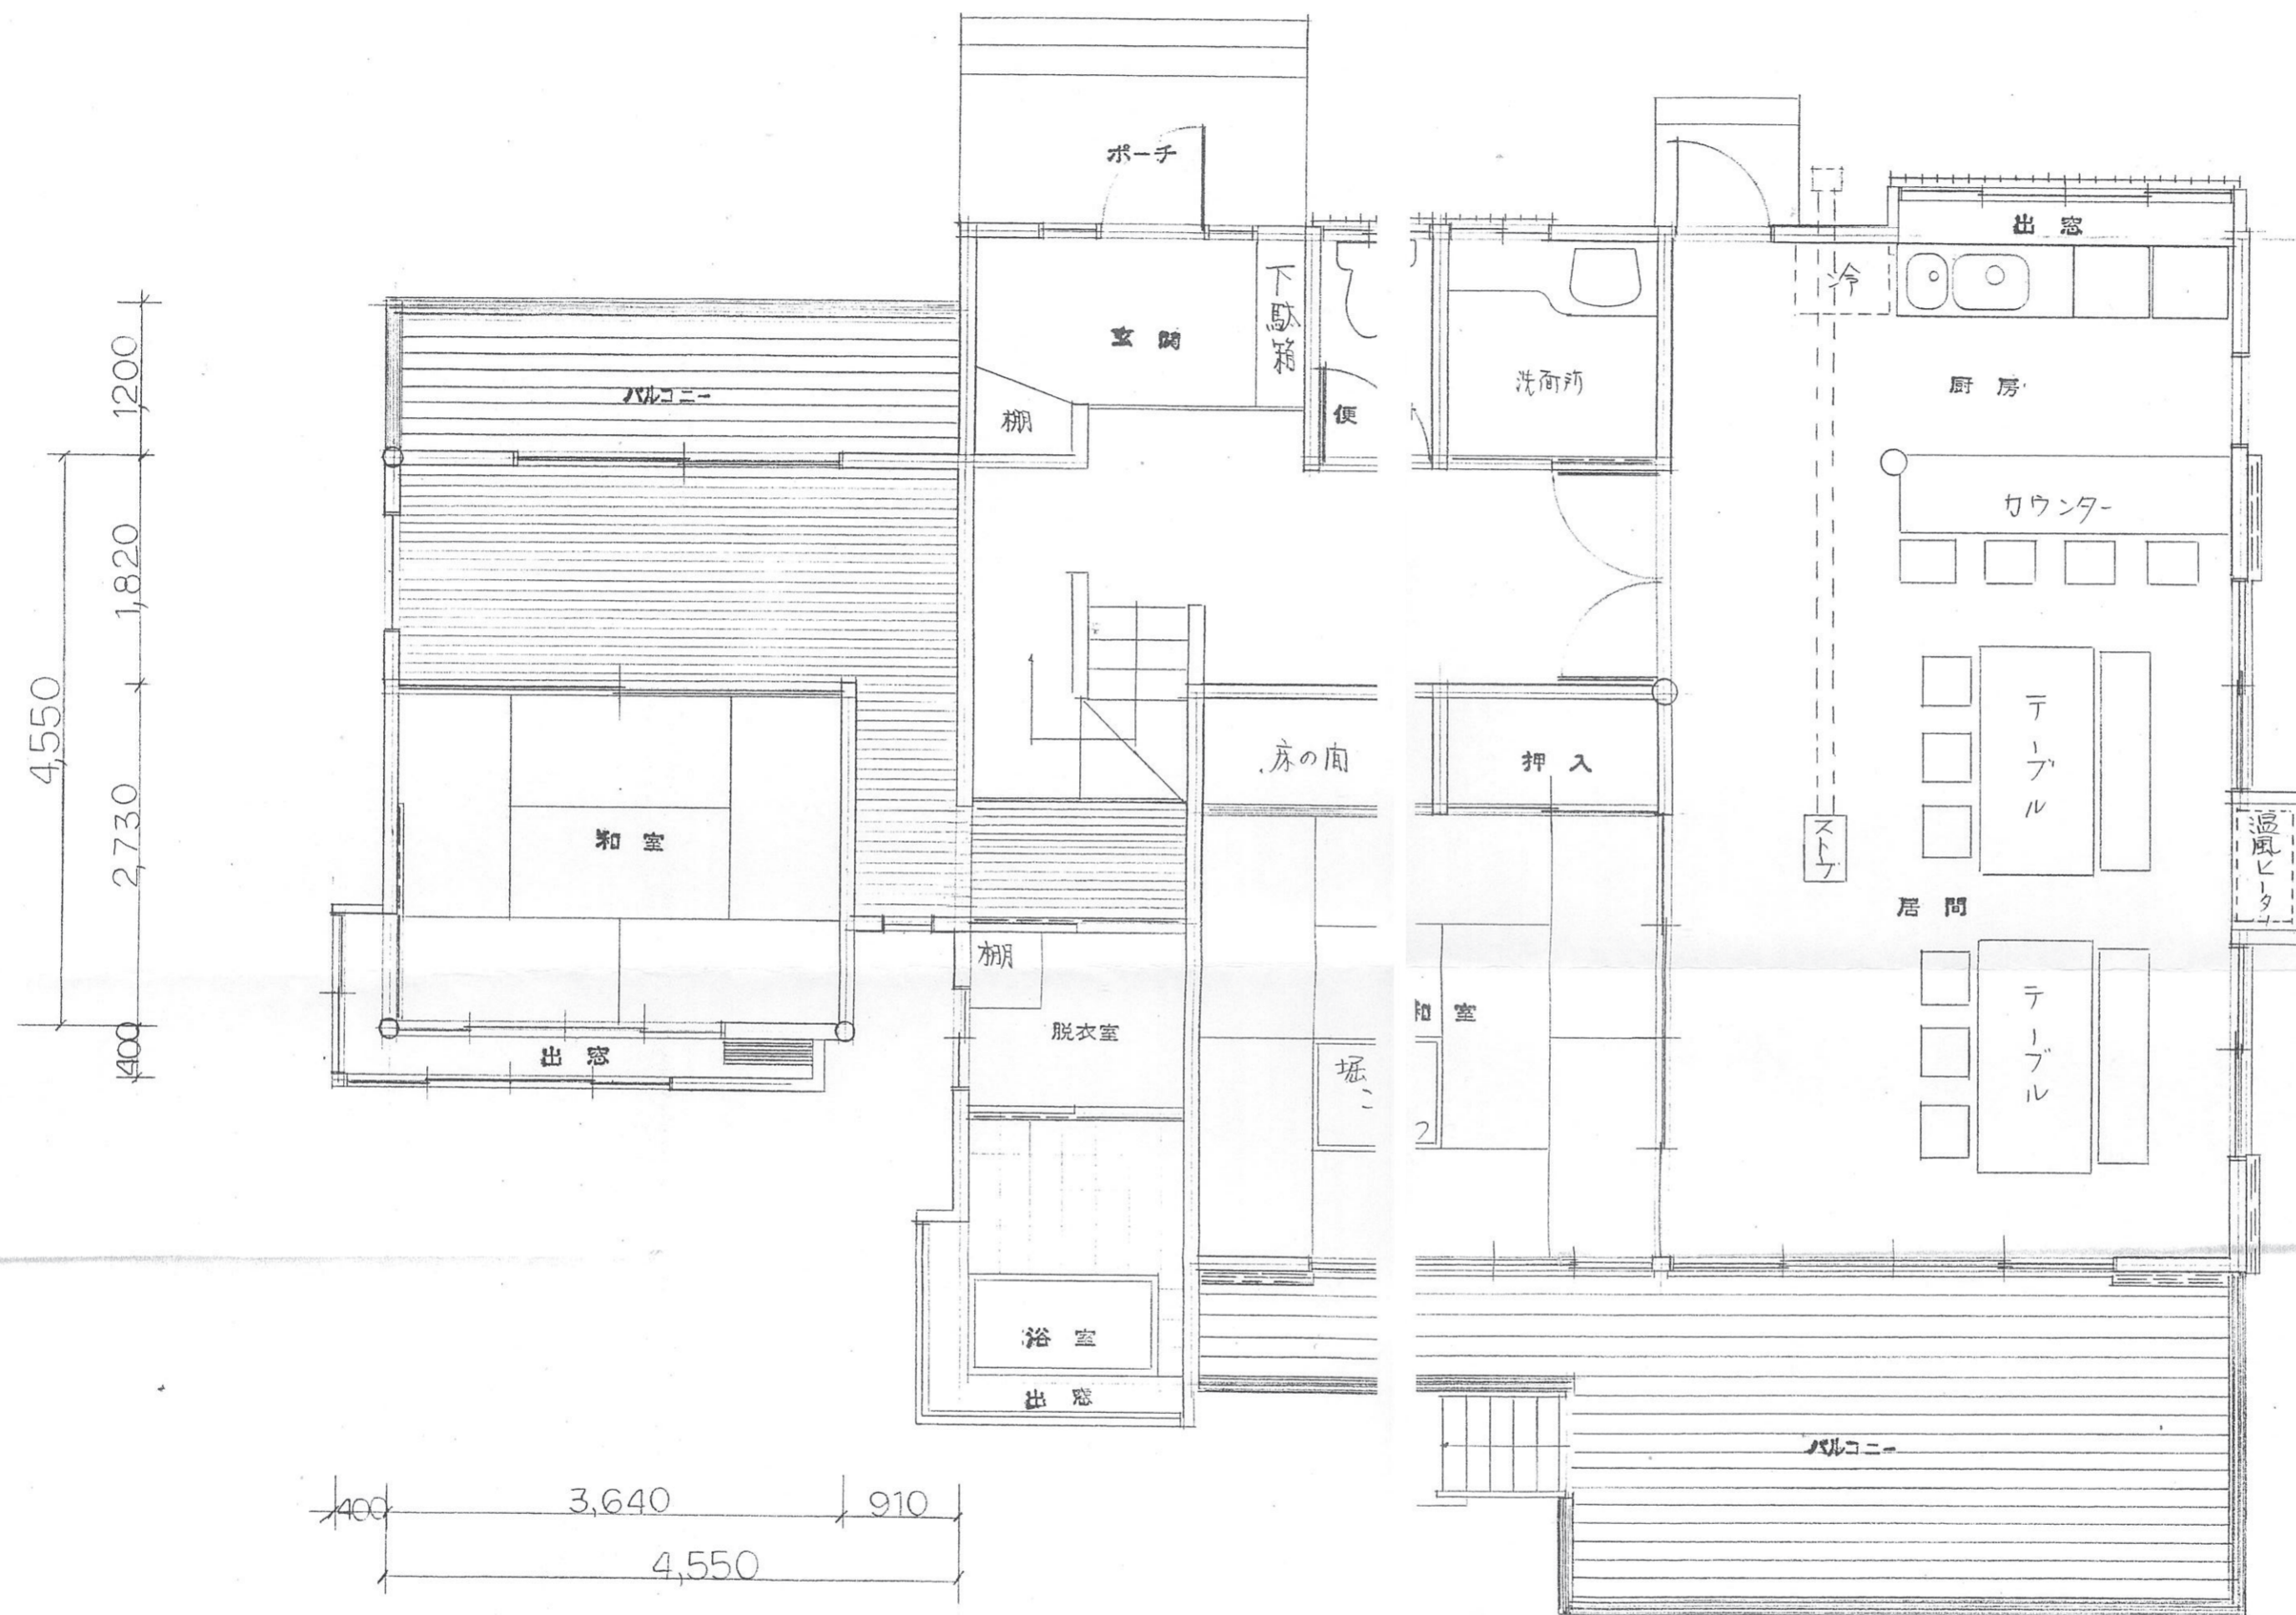 ポーチ
出窓
冷
下駄箱
玄関
洗面所
厨房
バルコニー
棚
便
カウンター
1200
1,820
4,550
2,730
400
テーブル
床の間
押入
和室
ストーブ
温風ヒーター
居間
棚
脱衣室
和室
出窓
堀こ
つ
テーブル
浴室
出窓
バルコニー
400
3,640
910
4,550